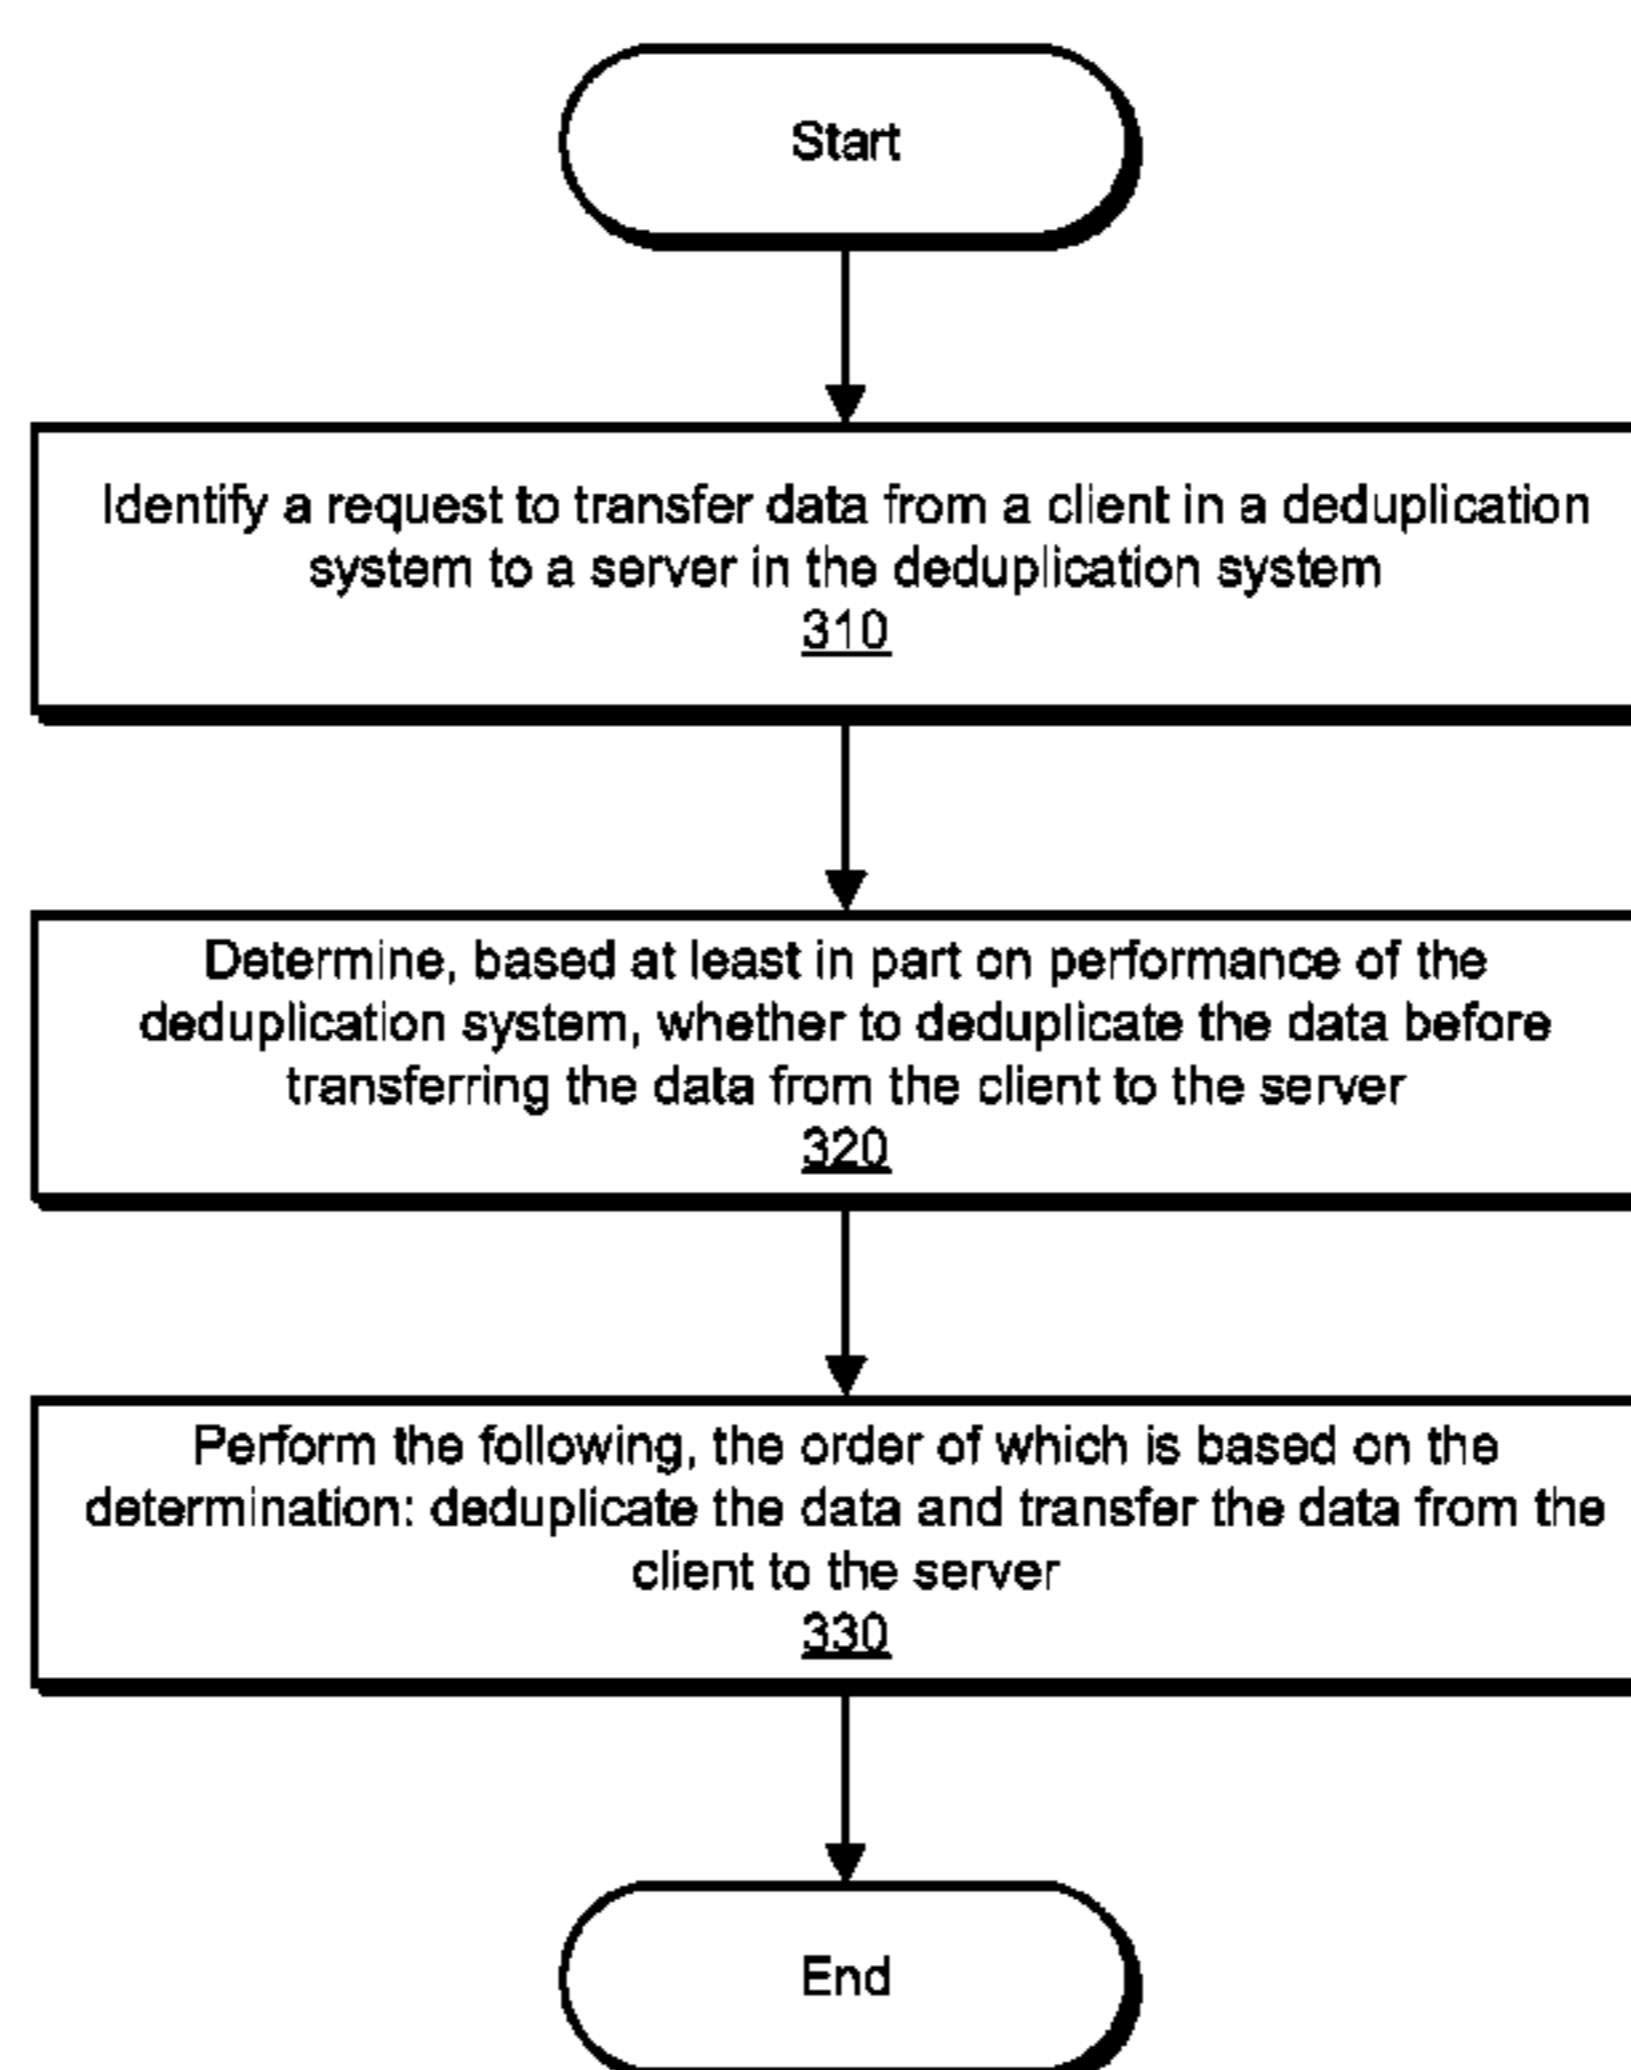 Start
Identify a request to transfer data from a client in a deduplication
system to a server in the deduplication system
310
Determine, based at least in part on performance of the
deduplication system, whether to deduplicate the data before
transferring the data from the client to the server
320
Perform the following, the order of which is based on the
determination: deduplicate the data and transfer the data from the
client to the server
330
End